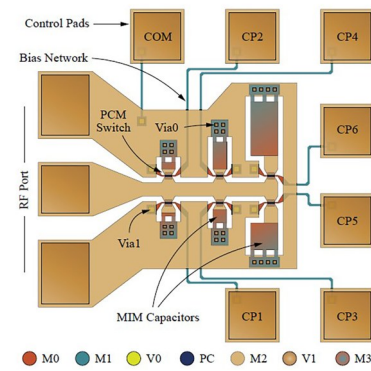 Control Pads
COM
CP2
CP4
Bias Network
PCM
Switch
Via0
CP6
RF Port
CP5
Via1
MIM Capacitors
CP1
CP3
M0
M1
V0
PC
M2
V1
M3